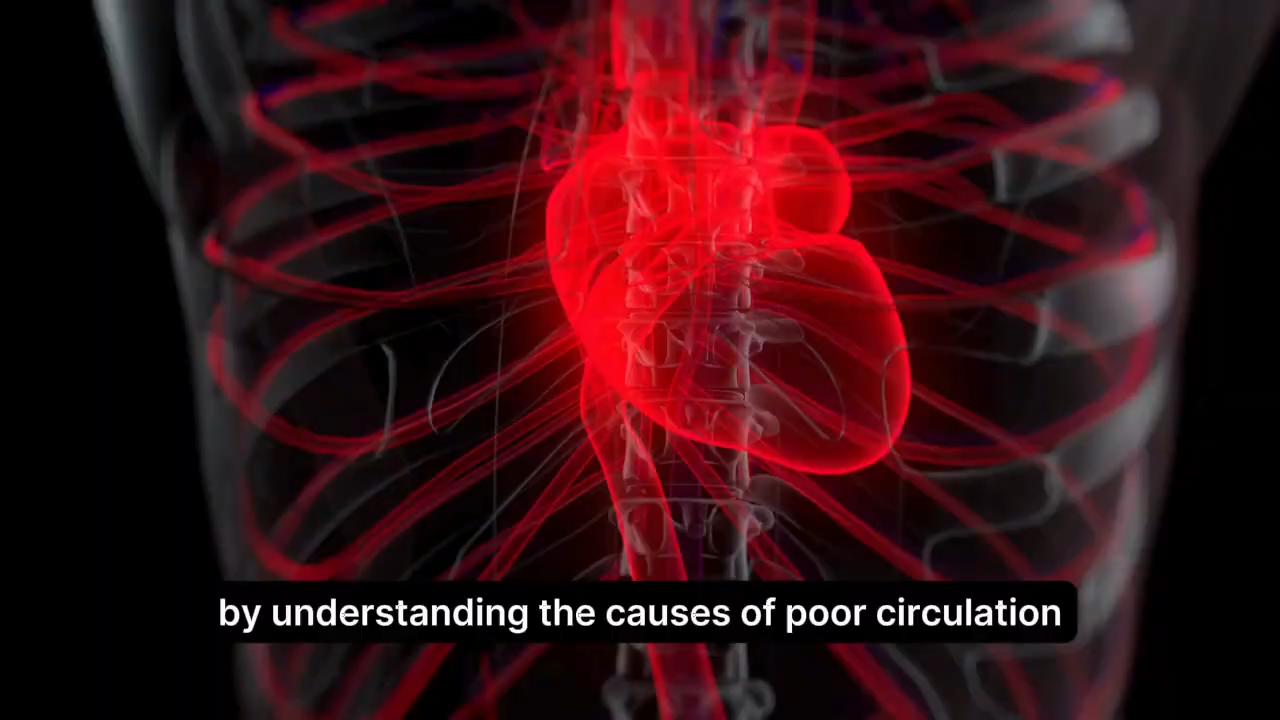 by understanding the causes of poor circulation